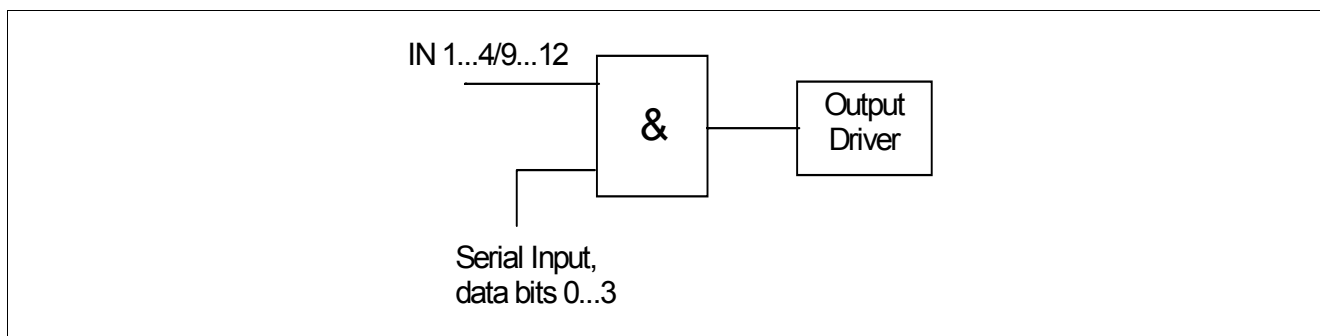 IN 1...4/9...12
&
Output
Driver
Serial Input,
data bits 0...3